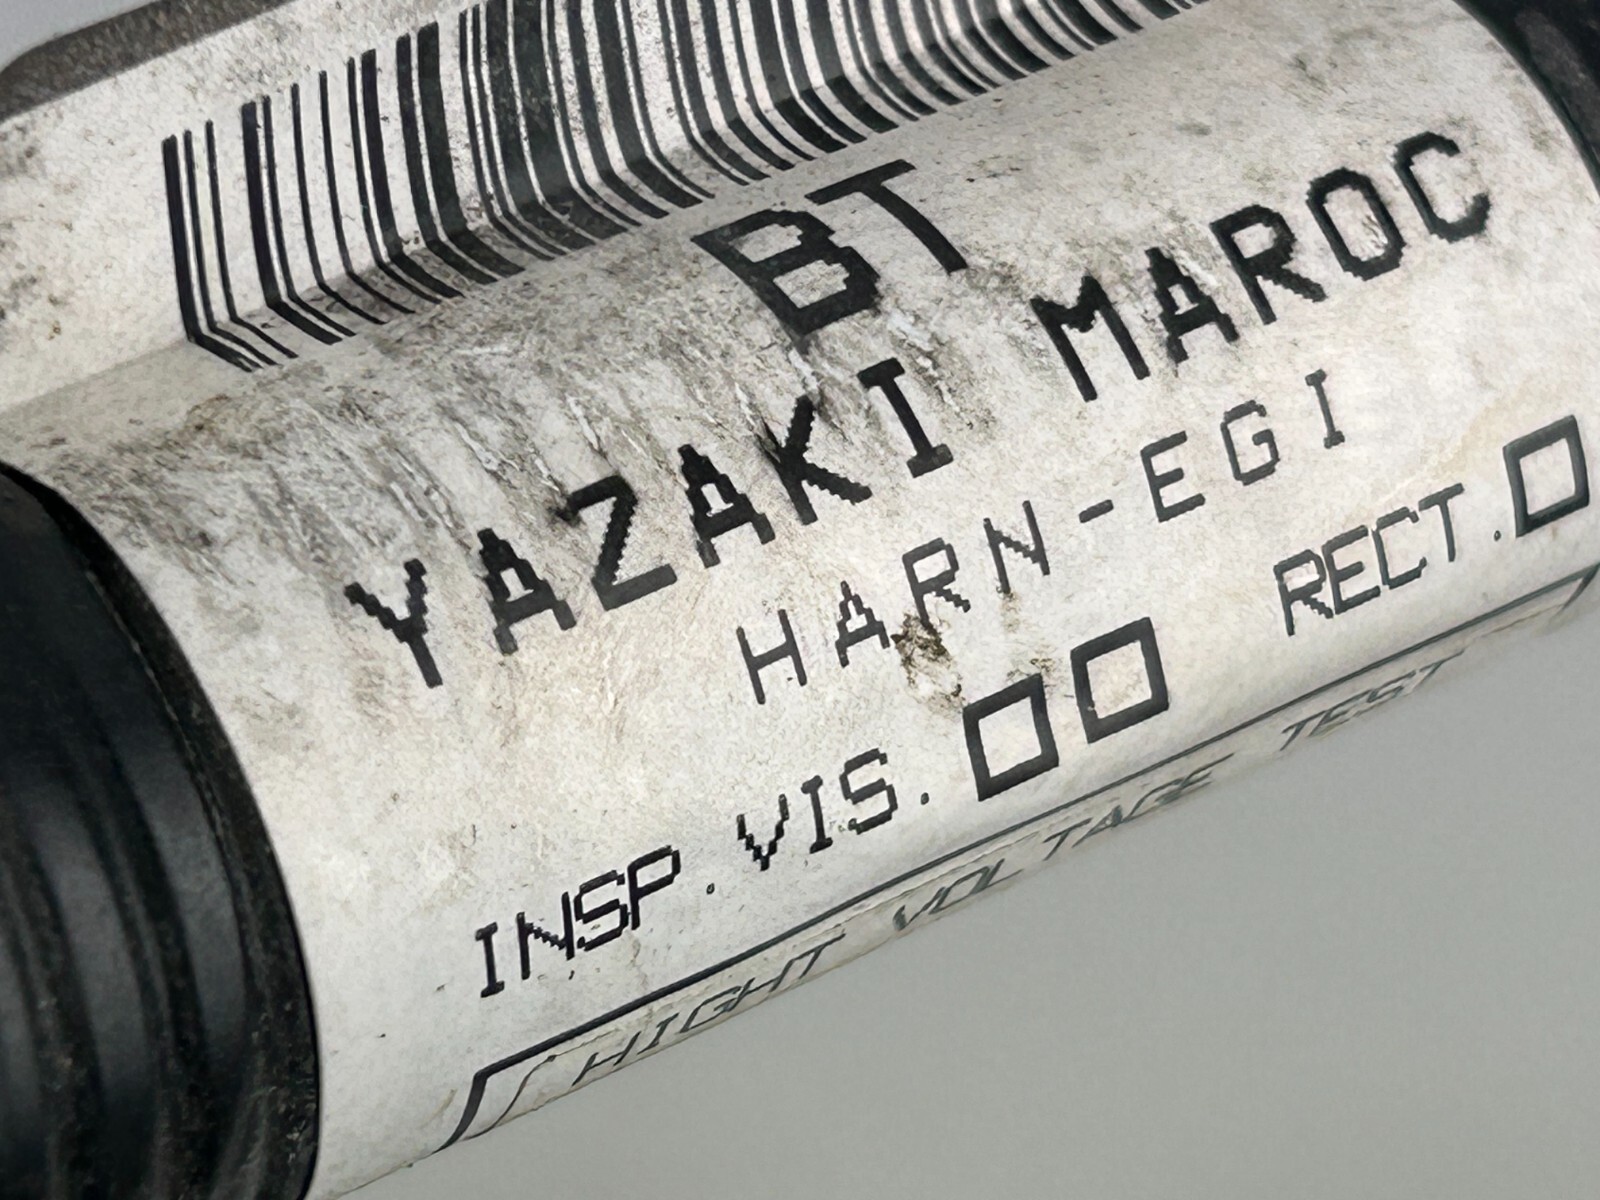 BT
YAZAKI MAROC
HARN-EGI
INSP.VIS. RECT.
HIGHT VOLTAGE TEST